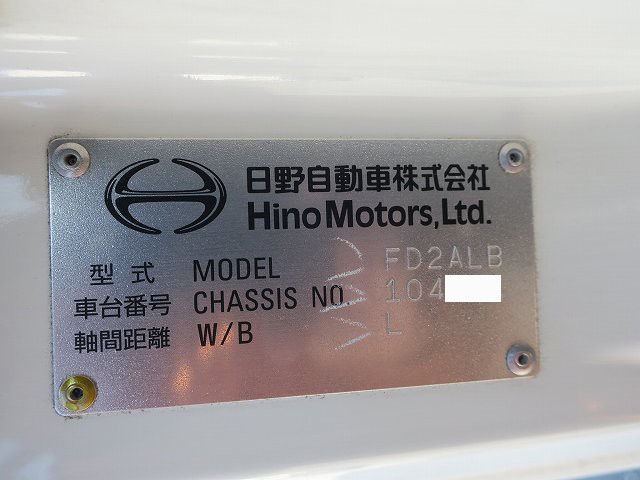 日野自動車株式会社
Hino Motors, Ltd.
型式 MODEL FD2ALB
車台番号 CHASSIS NO. 104
軸間距離 W/B L